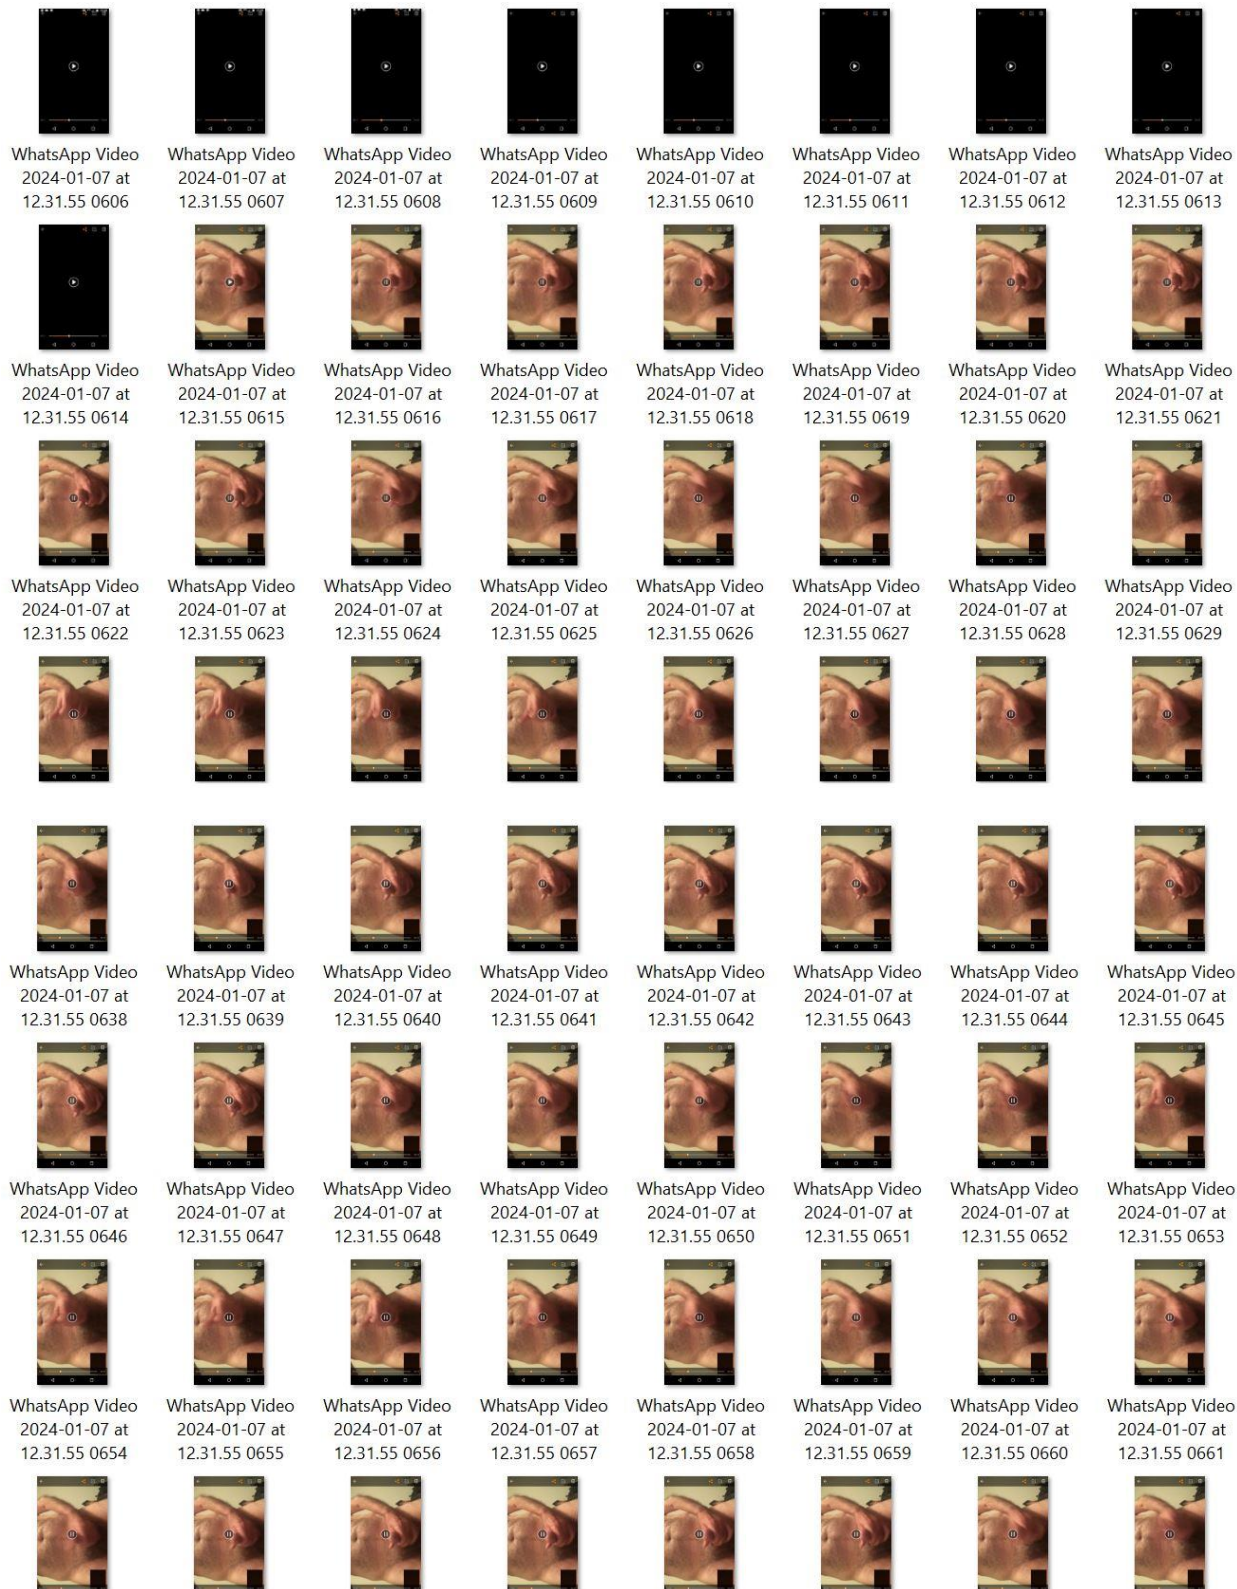 WhatsApp Video WhatsApp Video WhatsApp Video WhatsApp Video WhatsApp Video WhatsApp Video WhatsApp Video WhatsApp Video
2024-01-07 at 2024-01-07 at 2024-01-07 at 2024-01-07 at 2024-01-07 at 2024-01-07 at 2024-01-07 at 2024-01-07 at
12.31.55 0606 12.31.55 0607 12.31.55 0608 12.31.55 0609 12.31.55 0610 12.31.55 0611 12.31.55 0612 12.31.55 0613
WhatsApp Video WhatsApp Video WhatsApp Video WhatsApp Video WhatsApp Video WhatsApp Video WhatsApp Video WhatsApp Video
2024-01-07 at 2024-01-07 at 2024-01-07 at 2024-01-07 at 2024-01-07 at 2024-01-07 at 2024-01-07 at 2024-01-07 at
12.31.55 0614 12.31.55 0615 12.31.55 0616 12.31.55 0617 12.31.55 0618 12.31.55 0619 12.31.55 0620 12.31.55 0621
WhatsApp Video WhatsApp Video WhatsApp Video WhatsApp Video WhatsApp Video WhatsApp Video WhatsApp Video WhatsApp Video
2024-01-07 at 2024-01-07 at 2024-01-07 at 2024-01-07 at 2024-01-07 at 2024-01-07 at 2024-01-07 at 2024-01-07 at
12.31.55 0622 12.31.55 0623 12.31.55 0624 12.31.55 0625 12.31.55 0626 12.31.55 0627 12.31.55 0628 12.31.55 0629
WhatsApp Video WhatsApp Video WhatsApp Video WhatsApp Video WhatsApp Video WhatsApp Video WhatsApp Video WhatsApp Video
2024-01-07 at 2024-01-07 at 2024-01-07 at 2024-01-07 at 2024-01-07 at 2024-01-07 at 2024-01-07 at 2024-01-07 at
12.31.55 0638 12.31.55 0639 12.31.55 0640 12.31.55 0641 12.31.55 0642 12.31.55 0643 12.31.55 0644 12.31.55 0645
WhatsApp Video WhatsApp Video WhatsApp Video WhatsApp Video WhatsApp Video WhatsApp Video WhatsApp Video WhatsApp Video
2024-01-07 at 2024-01-07 at 2024-01-07 at 2024-01-07 at 2024-01-07 at 2024-01-07 at 2024-01-07 at 2024-01-07 at
12.31.55 0646 12.31.55 0647 12.31.55 0648 12.31.55 0649 12.31.55 0650 12.31.55 0651 12.31.55 0652 12.31.55 0653
WhatsApp Video WhatsApp Video WhatsApp Video WhatsApp Video WhatsApp Video WhatsApp Video WhatsApp Video WhatsApp Video
2024-01-07 at 2024-01-07 at 2024-01-07 at 2024-01-07 at 2024-01-07 at 2024-01-07 at 2024-01-07 at 2024-01-07 at
12.31.55 0654 12.31.55 0655 12.31.55 0656 12.31.55 0657 12.31.55 0658 12.31.55 0659 12.31.55 0660 12.31.55 0661